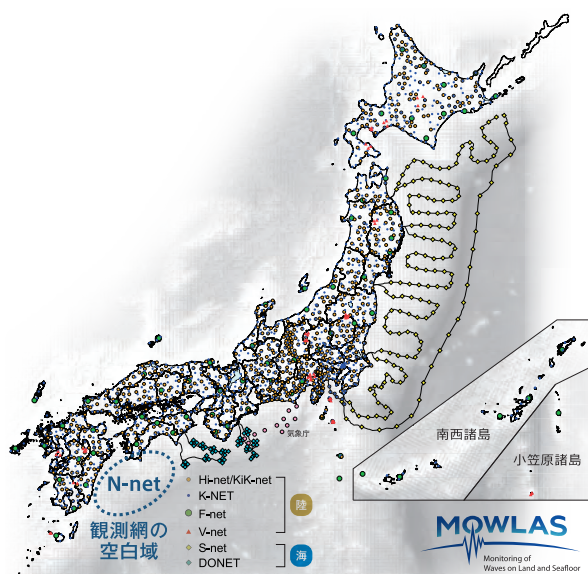 気象庁
南西諸島
小笠原諸島
N-net
観測網の
空白域
Hi-net/KiK-net
K-NET
F-net
V-net
S-net
DONET
陸
海
MOWLAS
Monitoring of
Waves on Land and Seafloor